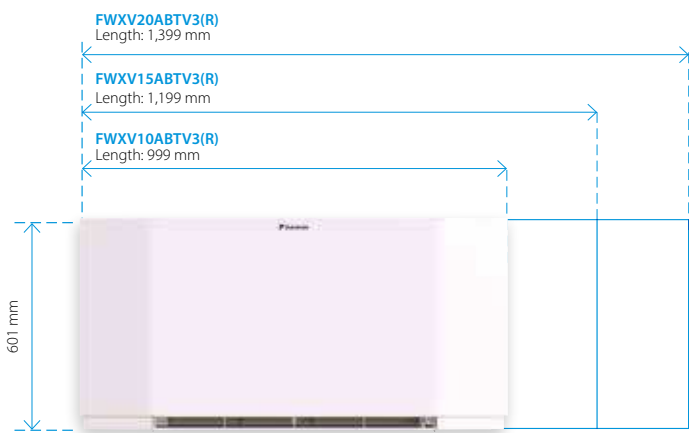 FWXV20ABTV3(R)
Length: 1,399 mm
FWXV15ABTV3(R)
Length: 1,199 mm
FWXV10ABTV3(R)
Length: 999 mm
601 mm